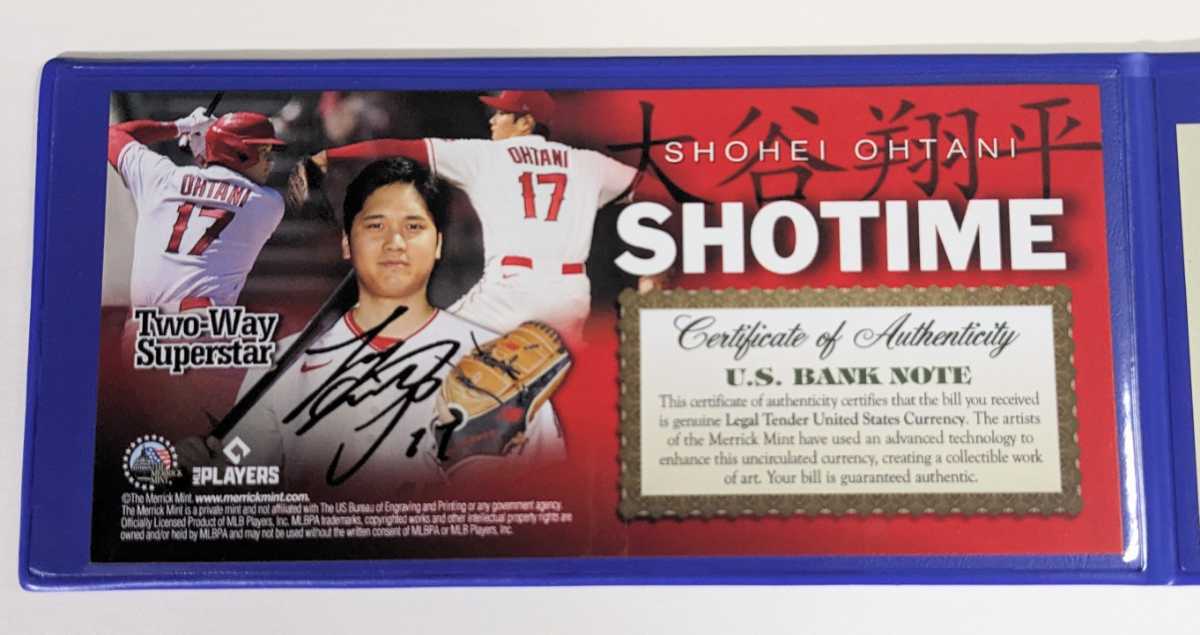 OHTANI
17
OHTANI
17
大谷翔平
SHOHEI OHTANI
SHOTIME
Two-Way
Superstar
Certificate of Authenticity
U.S. BANK NOTE
This certificate of authenticity certifies that the bill you received
is genuine Legal Tender United States Currency. The artists
of the Merrick Mint have used an advanced technology to
enhance this uncirculated currency, creating a collectible work
of art. Your bill is guaranteed authentic.
17
THE MERRICK MINT
MLB PLAYERS
©The Merrick Mint. www.merrickmint.com.
The Merrick Mint is a private mint and not affiliated with The US Bureau of Engraving and Printing or any government agency.
Officially Licensed Product of MLB Players, Inc. MLBPA trademarks, copyrighted works and other intellectual property rights are
owned and/or held by MLBPA and may not be used without the written consent of MLBPA or MLB Players, Inc.